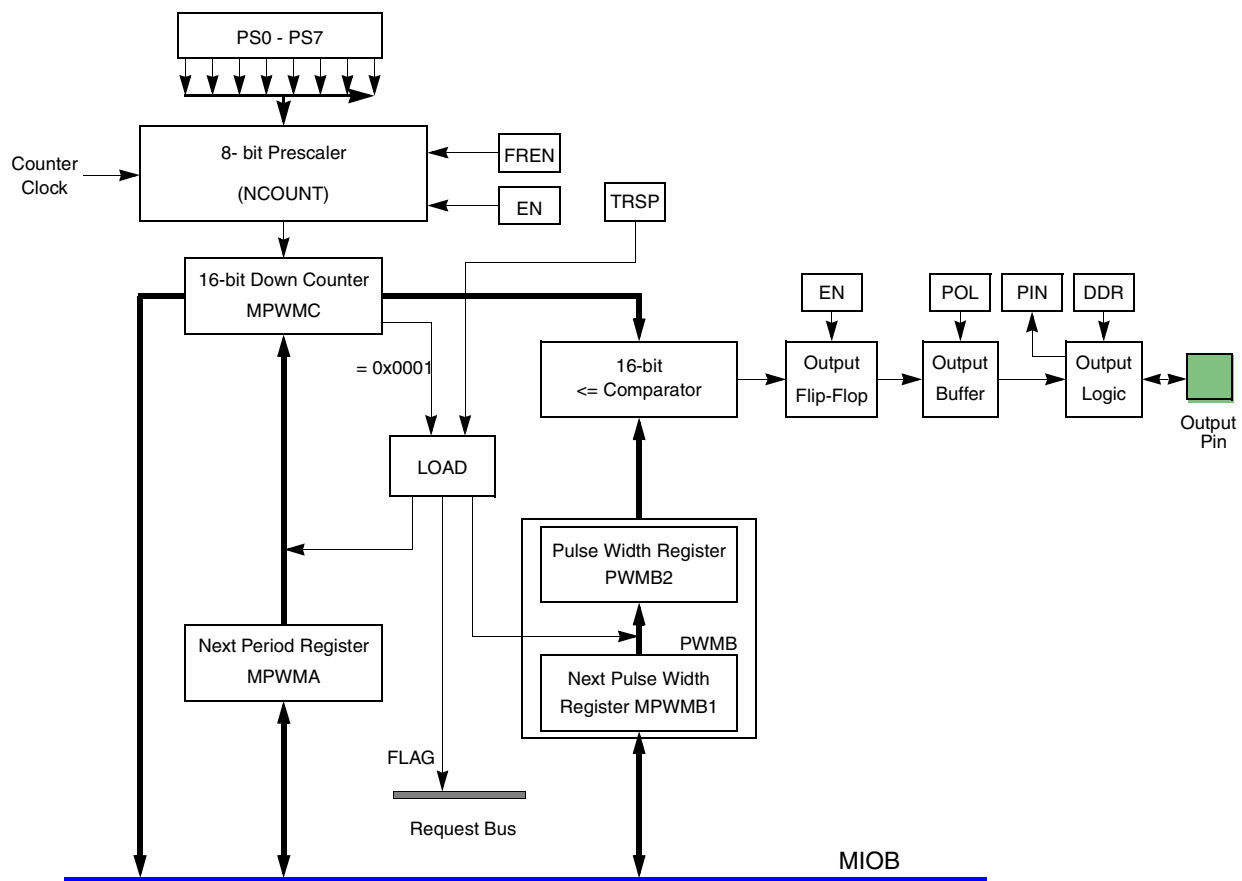 PS0 - PS7
8- bit Prescaler
(NCOUNT)
Counter
Clock
FREN
EN
TRSP
16-bit Down Counter
MPWMC
= 0x0001
EN
POL
PIN
DDR
16-bit
<= Comparator
Output
Flip-Flop
Output
Buffer
Output
Logic
Output
Pin
LOAD
Pulse Width Register
PWMB2
PWMB
Next Period Register
MPWMA
Next Pulse Width
Register MPWMB1
FLAG
Request Bus
MIOB